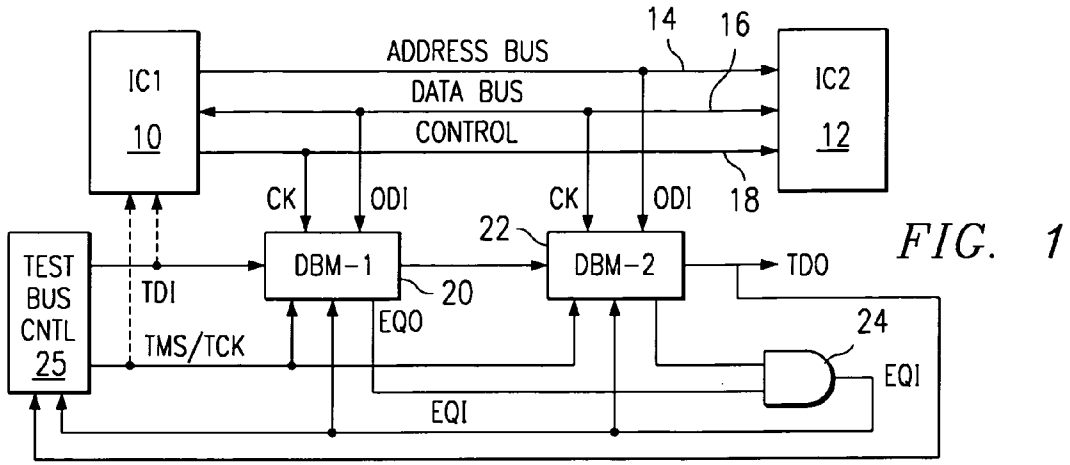 14
16
ADDRESS BUS
IC1
10
DATA BUS
CONTROL
IC2
12
18
CK
ODI
CK
ODI
22
FIG. 1
TEST
BUS
CNTL
25
TDI
DBM-1
20
DBM-2
TDO
EQO
24
TMS/TCK
EQI
EQI